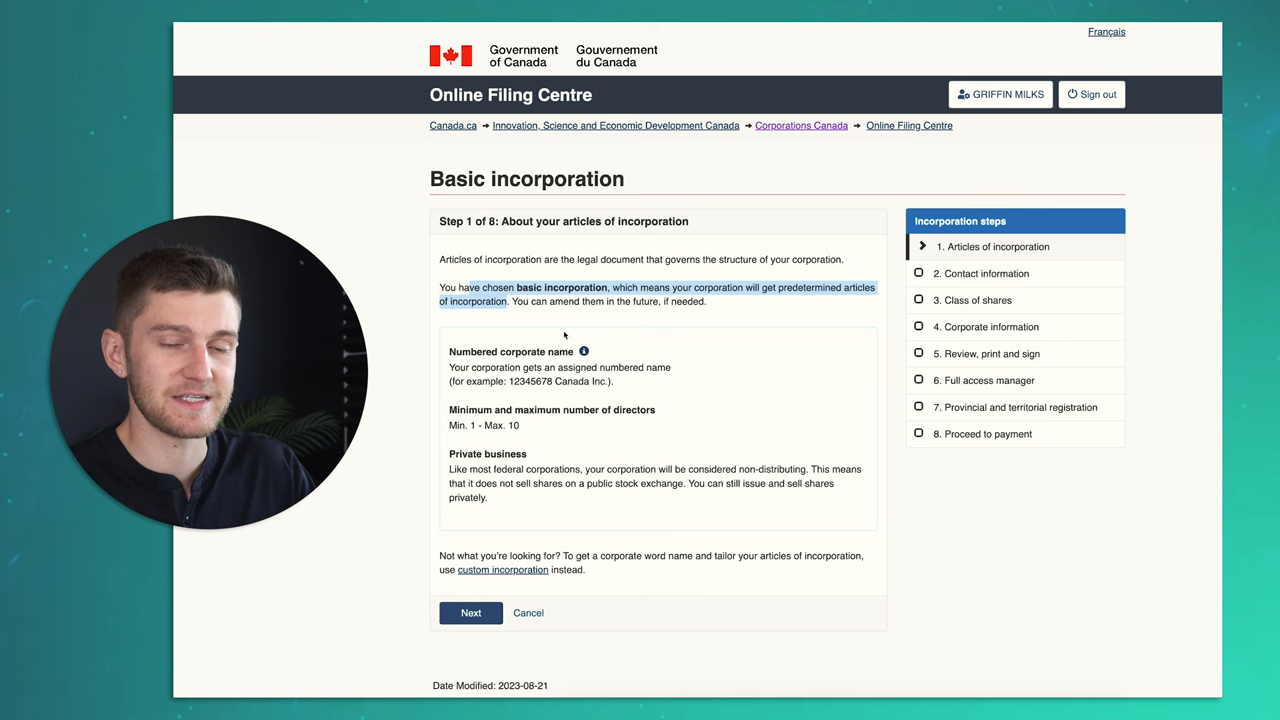 Français
Government of Canada
Gouvernement du Canada
Online Filing Centre
GRIFFIN MILKS
Sign out
Canada.ca → Innovation, Science and Economic Development Canada → Corporations Canada → Online Filing Centre
Basic incorporation
Step 1 of 8: About your articles of incorporation
Articles of incorporation are the legal document that governs the structure of your corporation.
You have chosen basic incorporation, which means your corporation will get predetermined articles
of incorporation. You can amend them in the future, if needed.
Numbered corporate name
Your corporation gets an assigned numbered name
(for example: 12345678 Canada Inc.).
Minimum and maximum number of directors
Min. 1 - Max. 10
Private business
Like most federal corporations, your corporation will be considered non-distributing. This means
that it does not sell shares on a public stock exchange. You can still issue and sell shares
privately.
Not what you're looking for? To get a corporate word name and tailor your articles of incorporation,
use custom incorporation instead.
Next
Cancel
Incorporation steps
1. Articles of incorporation
2. Contact information
3. Class of shares
4. Corporate information
5. Review, print and sign
6. Full access manager
7. Provincial and territorial registration
8. Proceed to payment
Date Modified: 2023-08-21